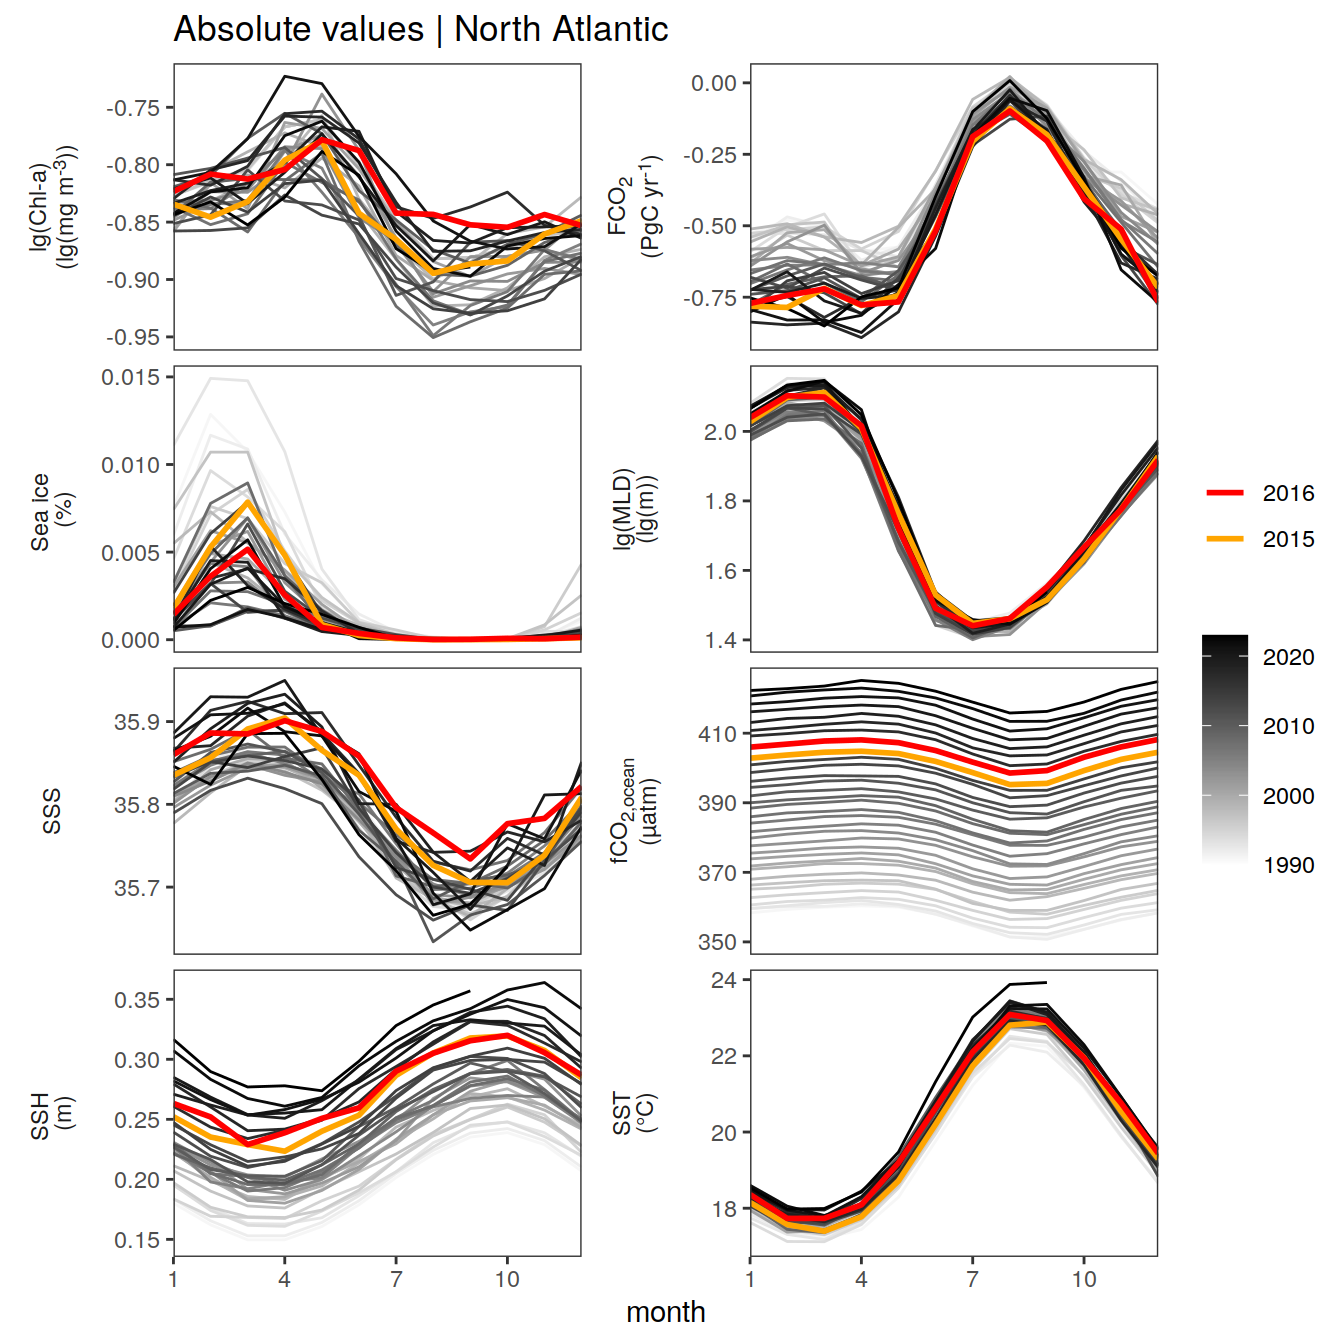 Absolute values | North Atlantic
lg(Chl-a)
(lg(mg m⁻³))
-0.75
-0.80
-0.85
-0.90
-0.95
FCO₂
(PgC yr⁻¹)
0.00
-0.25
-0.50
-0.75
Sea ice
(%)
0.015
0.010
0.005
0.000
lg(MLD)
(lg(m))
2.0
1.8
1.6
1.4
SSS
35.9
35.8
35.7
fCO₂,ocean
(µatm)
410
390
370
350
SSH
(m)
0.35
0.30
0.25
0.20
0.15
1 4 7 10
SST
(°C)
24
22
20
18
1 4 7 10
month
2016
2015
2020
2010
2000
1990